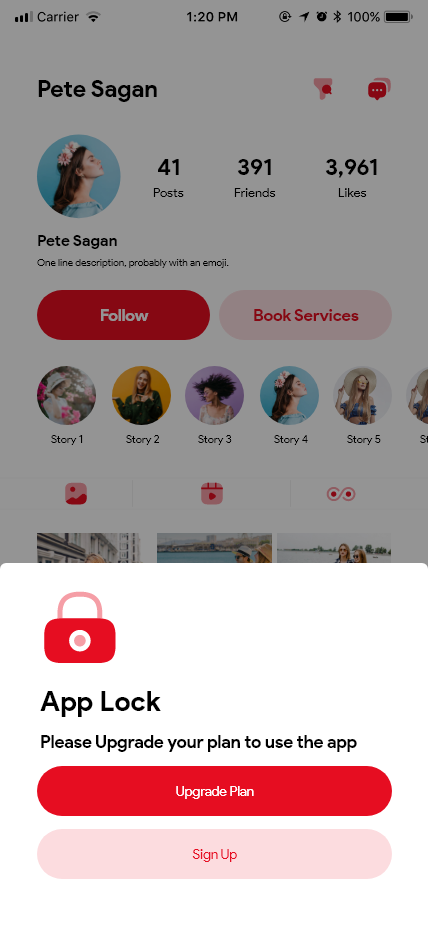 Carrier 1:20 PM 100%
Pete Sagan
41 391 3,961
Posts Friends Likes
Pete Sagan
One line description, probably with an emoji.
Follow Book Services
Story 1 Story 2 Story 3 Story 4 Story 5 St
App Lock
Please Upgrade your plan to use the app
Upgrade Plan
Sign Up